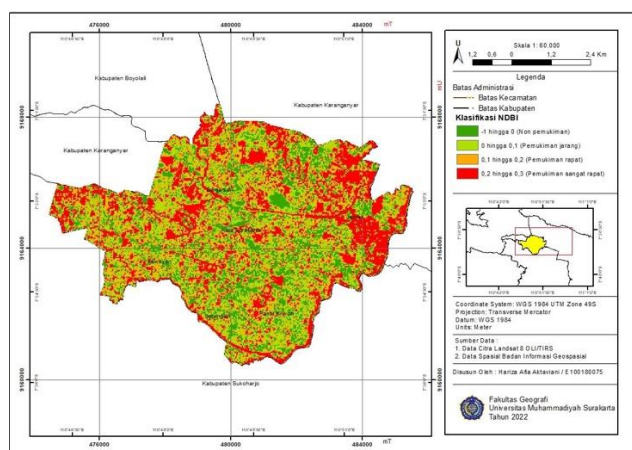 476000 480000 484000 mT
Kabupaten Boyolali
Kabupaten Karanganyar
Kabupaten Karanganyar
Kabupaten Sukoharjo
9168000
9164000
9160000
mU
9168000
9164000
9160000
476000 480000 484000
mT
U
Skala 1: 60.000
1,2 0,6 0 1,2 2,4 Km
Legenda
Batas Administrasi
Batas Kecamatan
Batas Kabupaten
Klasifikasi NDBI
-1 hingga 0 (Non pemukiman)
0 hingga 0,1 (Pemukiman jarang)
0,1 hingga 0,2 (Pemukiman rapat)
0,2 hingga 0,3 (Pemukiman sangat rapat)
Coordinate System: WGS 1984 UTM Zone 49S
Projection: Transverse Mercator
Datum: WGS 1984
Units: Meter
Sumber Data :
1. Data Citra Landsat 8 OLI/TIRS
2. Data Spasial Badan Informasi Geospasial
Disusun Oleh : Hariza Afia Aktaviani / E100180075
Fakultas Geografi
Universitas Muhammadiyah Surakarta
Tahun 2022